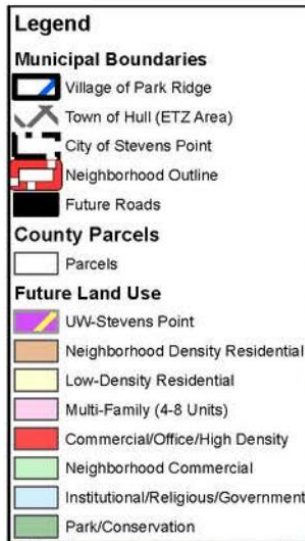 Legend
Municipal Boundaries
Village of Park Ridge
Town of Hull (ETZ Area)
City of Stevens Point
Neighborhood Outline
Future Roads
County Parcels
Parcels
Future Land Use
UW-Stevens Point
Neighborhood Density Residential
Low-Density Residential
Multi-Family (4-8 Units)
Commercial/Office/High Density
Neighborhood Commercial
Institutional/Religious/Government
Park/Conservation